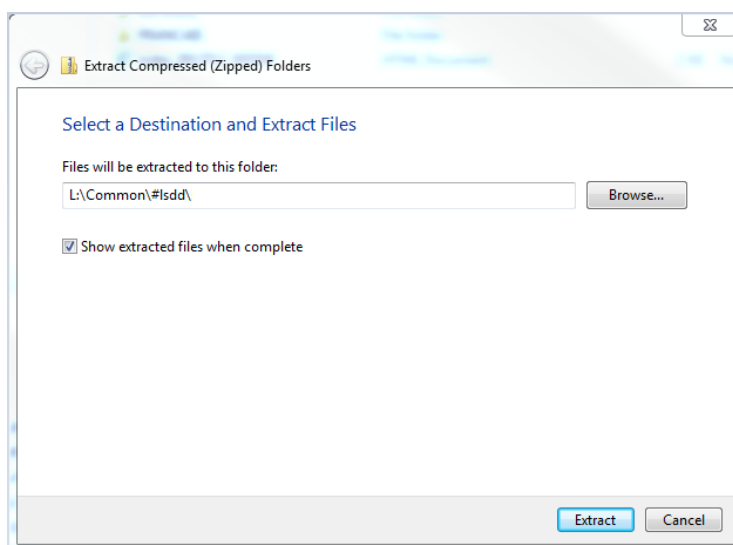 Extract Compressed (Zipped) Folders
Select a Destination and Extract Files
Files will be extracted to this folder:
L:\Common\#lsdd\
Browse...
Show extracted files when complete
Extract
Cancel